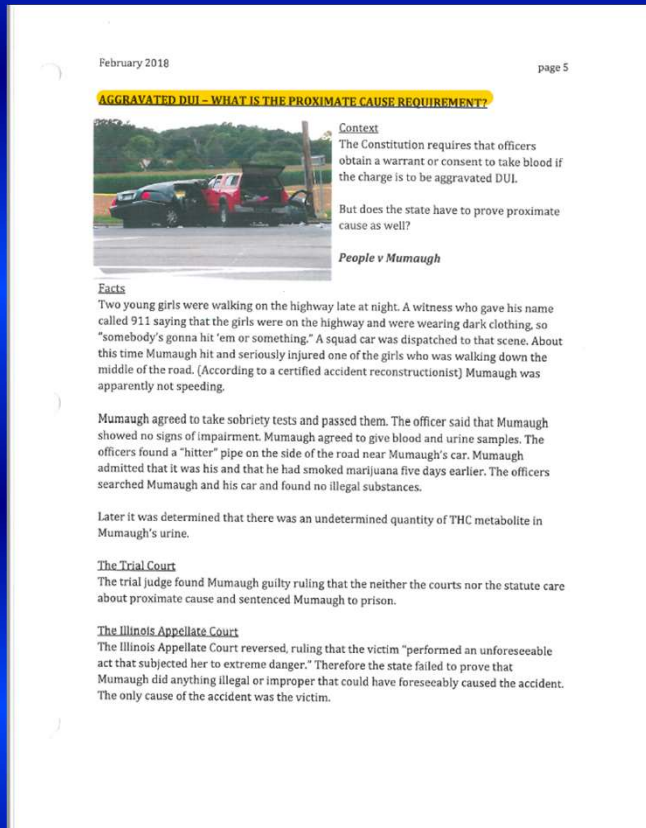 February 2018
page 5
AGGRAVATED DUI – WHAT IS THE PROXIMATE CAUSE REQUIREMENT?
Context
The Constitution requires that officers
obtain a warrant or consent to take blood if
the charge is to be aggravated DUI.
But does the state have to prove proximate
cause as well?
People v Mumaugh
Facts
Two young girls were walking on the highway late at night. A witness who gave his name
called 911 saying that the girls were on the highway and were wearing dark clothing, so
"somebody's gonna hit 'em or something." A squad car was dispatched to that scene. About
this time Mumaugh hit and seriously injured one of the girls who was walking down the
middle of the road. (According to a certified accident reconstructionist) Mumaugh was
apparently not speeding.
Mumaugh agreed to take sobriety tests and passed them. The officer said that Mumaugh
showed no signs of impairment. Mumaugh agreed to give blood and urine samples. The
officers found a "hitter" pipe on the side of the road near Mumaugh's car. Mumaugh
admitted that it was his and that he had smoked marijuana five days earlier. The officers
searched Mumaugh and his car and found no illegal substances.
Later it was determined that there was an undetermined quantity of THC metabolite in
Mumaugh's urine.
The Trial Court
The trial judge found Mumaugh guilty ruling that the neither the courts nor the statute care
about proximate cause and sentenced Mumaugh to prison.
The Illinois Appellate Court
The Illinois Appellate Court reversed, ruling that the victim "performed an unforeseeable
act that subjected her to extreme danger." Therefore the state failed to prove that
Mumaugh did anything illegal or improper that could have foreseeably caused the accident.
The only cause of the accident was the victim.